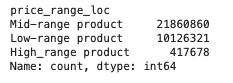 price_range_loc
Mid-range product 21860860
Low-range product 10126321
High_range product 417678
Name: count, dtype: int64